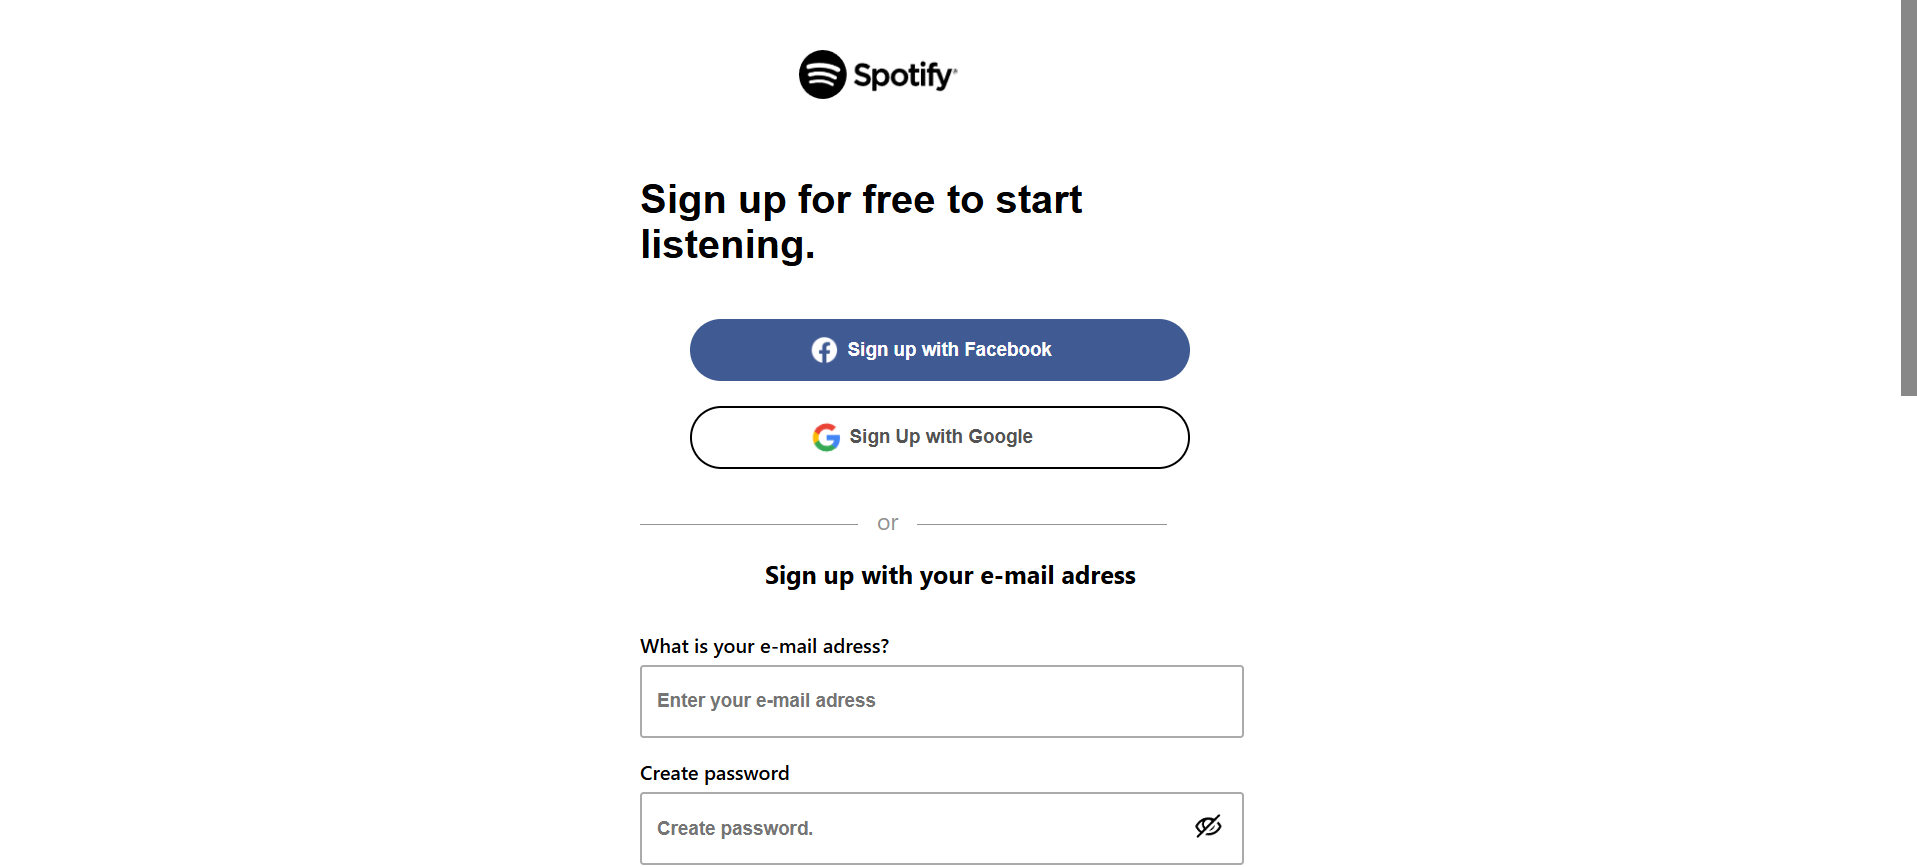 Spotify
Sign up for free to start
listening.
Sign up with Facebook
Sign Up with Google
or
Sign up with your e-mail adress
What is your e-mail adress?
Enter your e-mail adress
Create password
Create password.